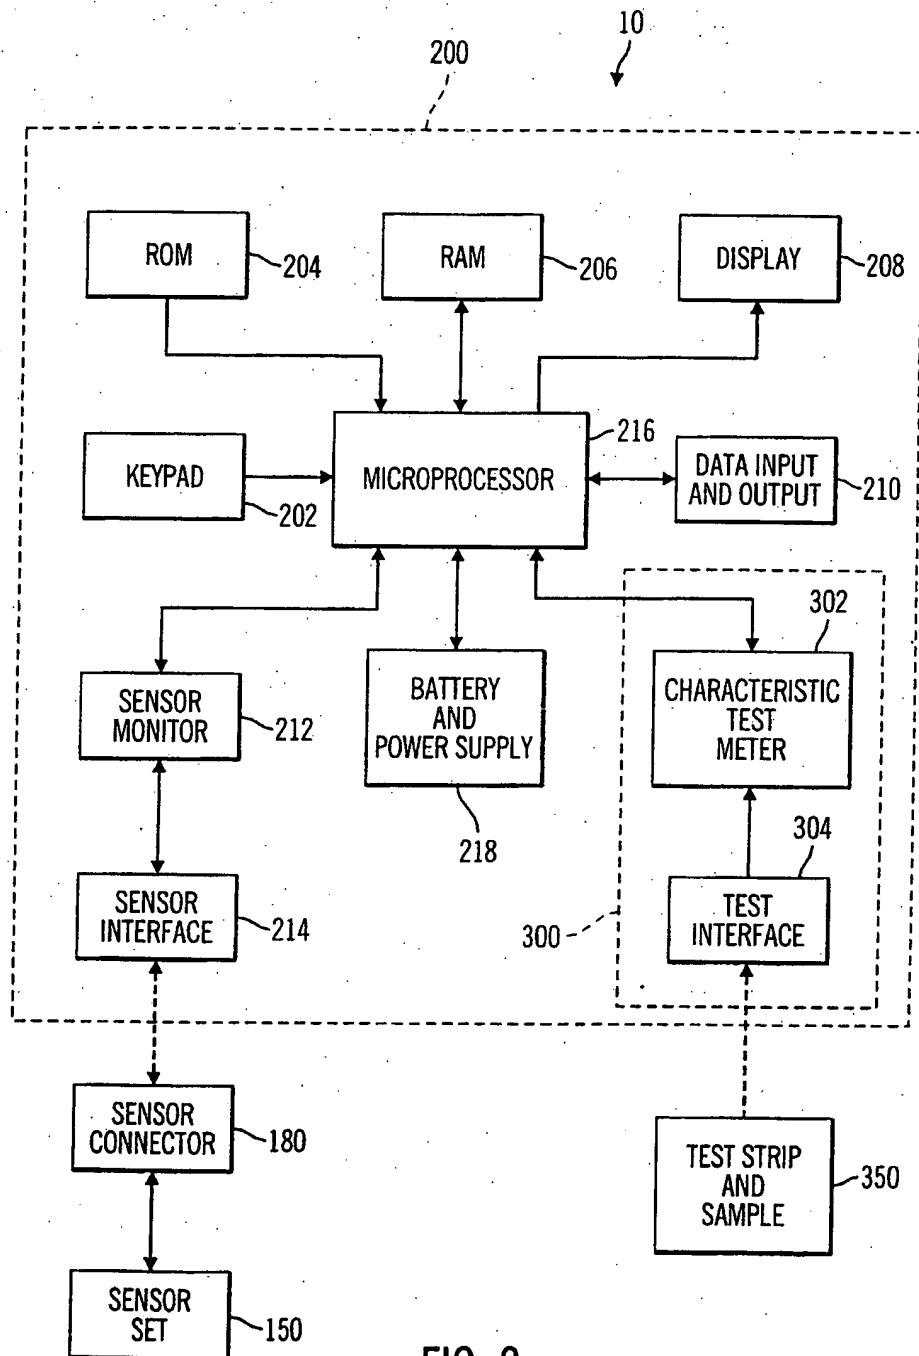 10
200
ROM
204
RAM
206
DISPLAY
208
KEYPAD
202
MICROPROCESSOR
216
DATA INPUT
AND OUTPUT
210
302
SENSOR
MONITOR
212
BATTERY
AND
POWER SUPPLY
218
CHARACTERISTIC
TEST
METER
304
SENSOR
INTERFACE
214
300
TEST
INTERFACE
SENSOR
CONNECTOR
180
TEST STRIP
AND
SAMPLE
350
SENSOR
SET
150